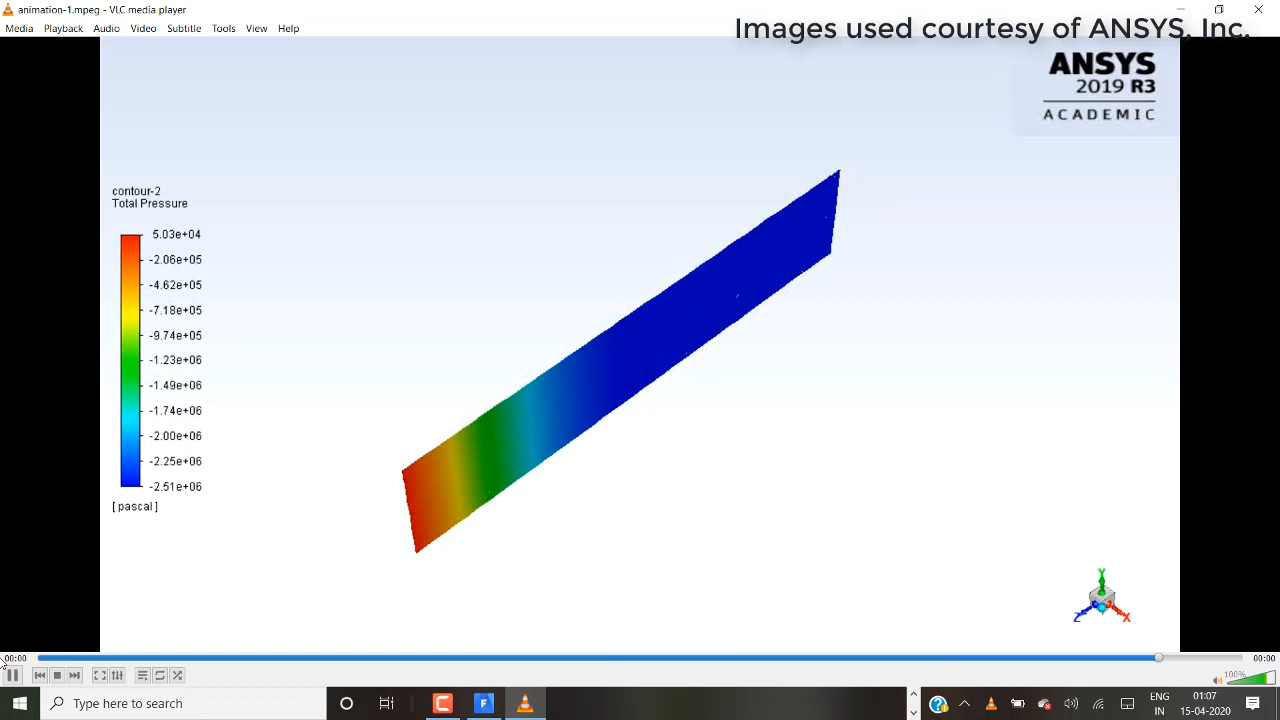 animation-1.mpeg - VLC media player
Media Playback Audio Video Subtitle Tools View Help
Images used courtesy of ANSYS, Inc.
ANSYS
2019 R3
ACADEMIC
contour-2
Total Pressure
5.03e+04
-2.06e+05
-4.62e+05
-7.18e+05
-9.74e+05
-1.23e+06
-1.49e+06
-1.74e+06
-2.00e+06
-2.25e+06
-2.51e+06
[ pascal ]
Y
Z X
00:00 00:00
100%
Type here to search
ENG
IN
01:07
15-04-2020